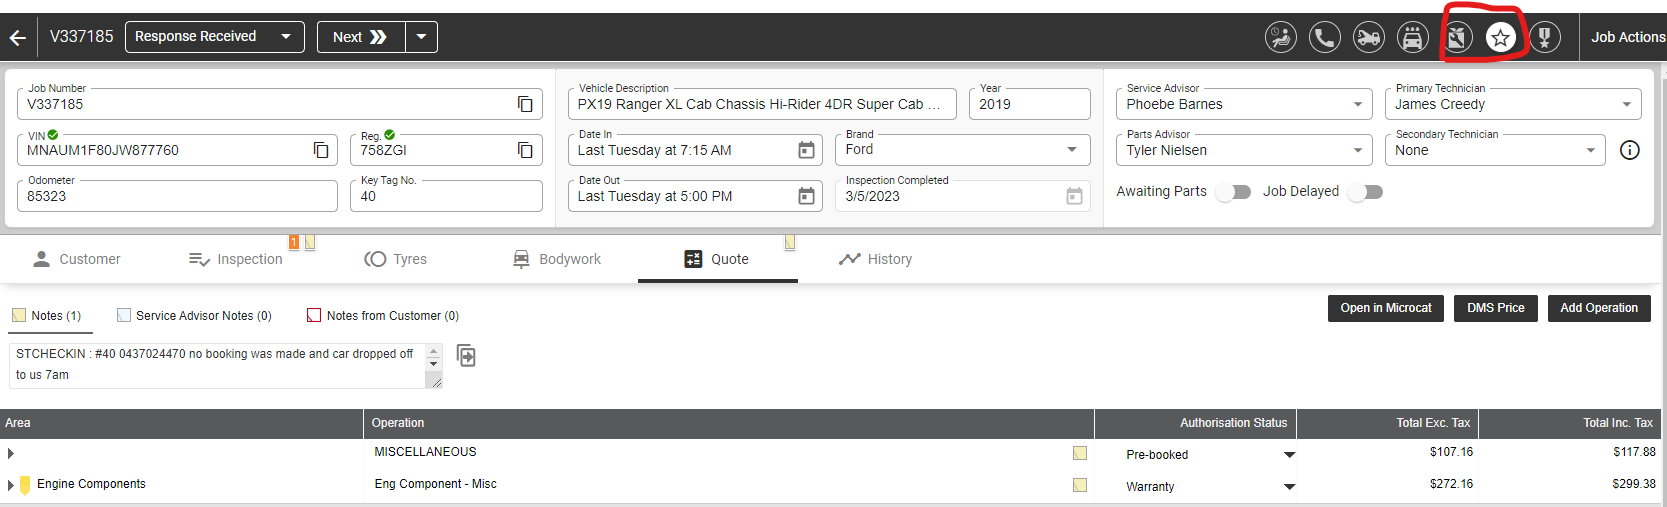 V337185 Response Received Next Job Actions
Job Number Vehicle Description Year Service Advisor Primary Technician
V337185 PX19 Ranger XL Cab Chassis Hi-Rider 4DR Super Cab ... 2019 Phoebe Barnes James Creedy
VIN Reg. Date In Brand Parts Advisor Secondary Technician
MNAUM1F80JW877760 758ZGI Last Tuesday at 7:15 AM Ford Tyler Nielsen None
Odometer Key Tag No. Date Out Inspection Completed
85323 40 Last Tuesday at 5:00 PM 3/5/2023 Awaiting Parts Job Delayed
1
Customer Inspection Tyres Bodywork Quote History
Notes (1) Service Advisor Notes (0) Notes from Customer (0) Open in Microcat DMS Price Add Operation
STCHECKIN : #40 0437024470 no booking was made and car dropped off
to us 7am
Area Operation Authorisation Status Total Exc. Tax Total Inc. Tax
MISCELLANEOUS Pre-booked $107.16 $117.88
Engine Components Eng Component - Misc Warranty $272.16 $299.38